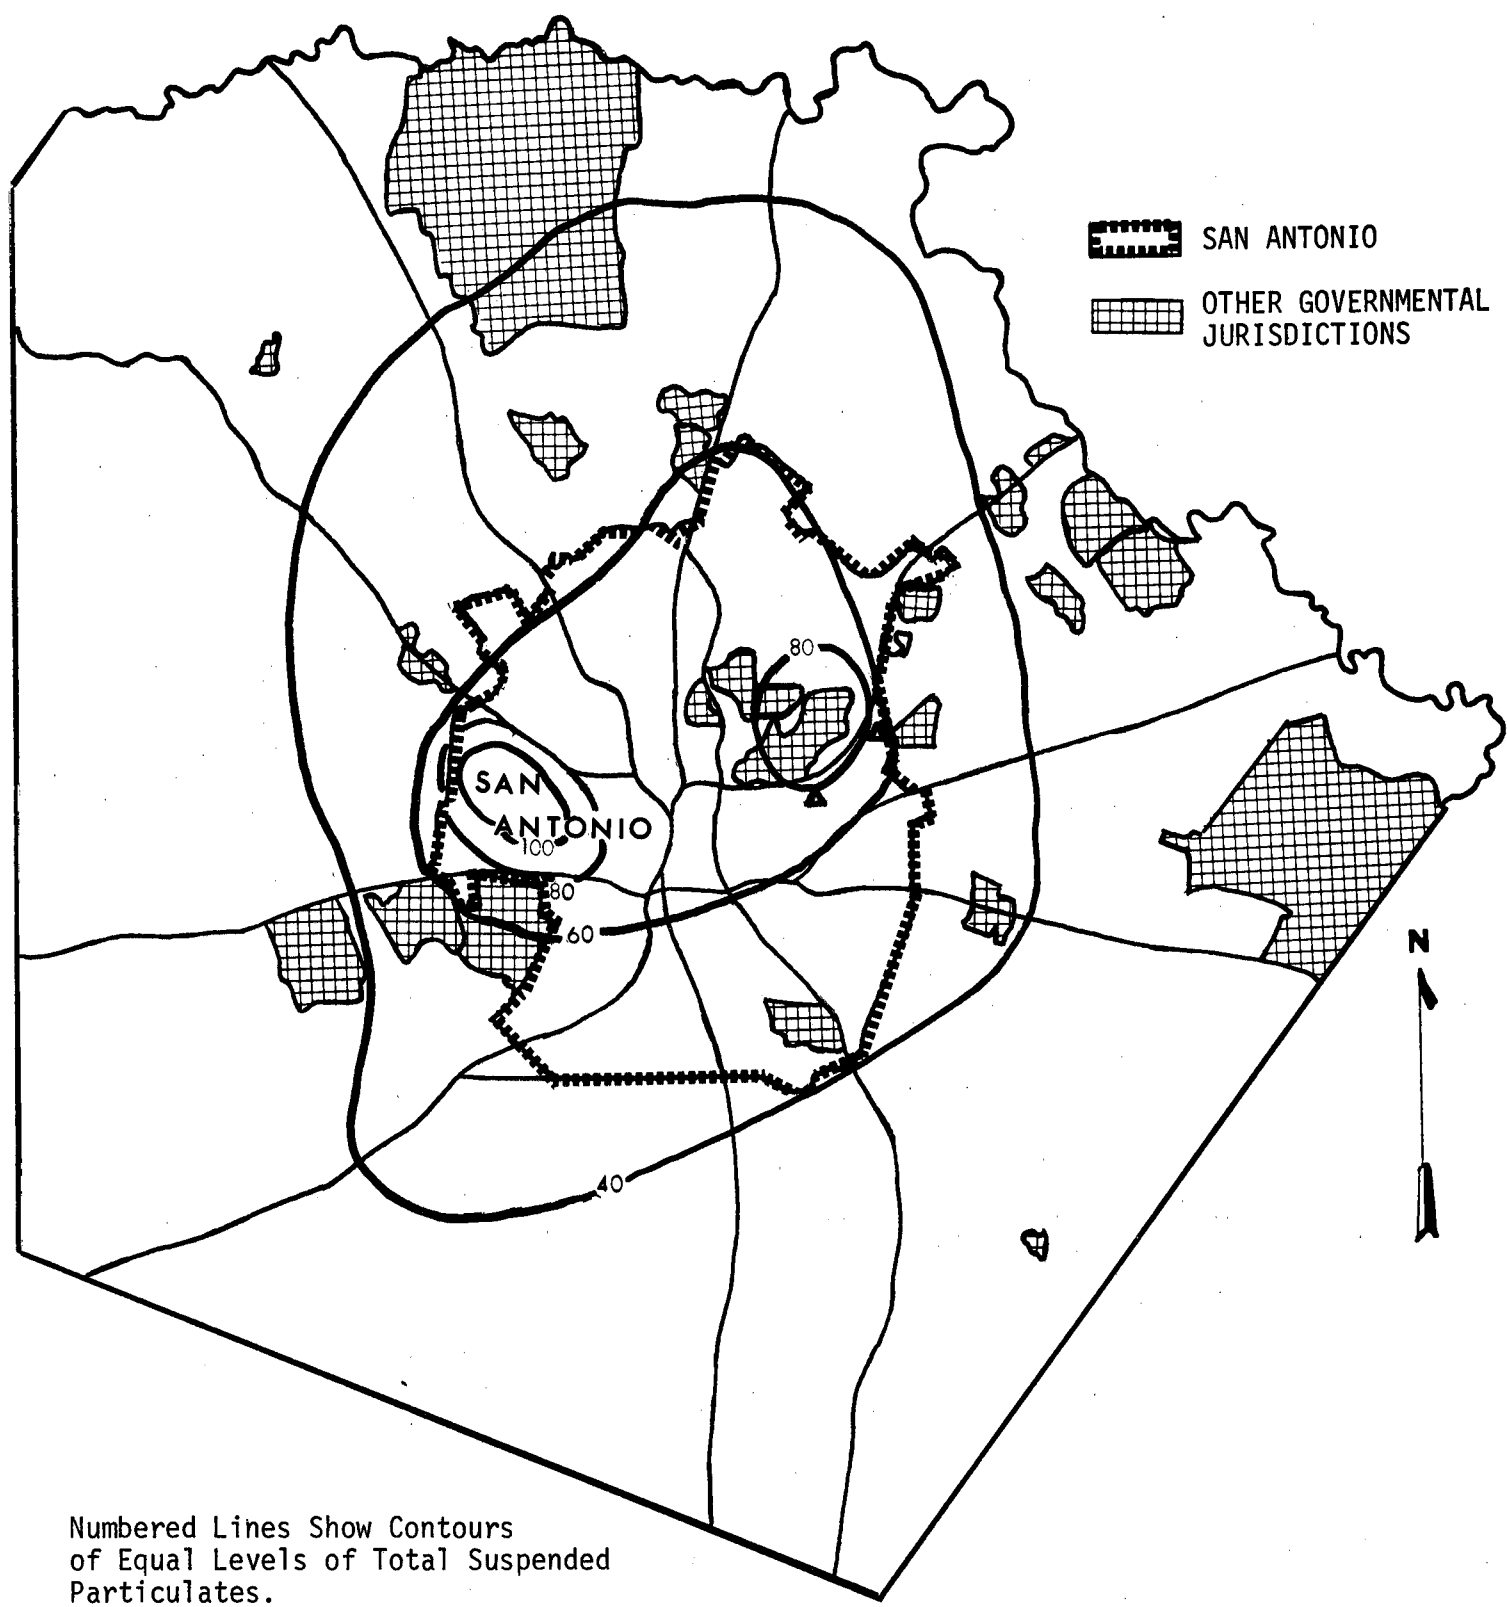 SAN ANTONIO
OTHER GOVERNMENTAL
JURISDICTIONS
80
SAN
ANTONIO
100
80
60
N
40
Numbered Lines Show Contours
of Equal Levels of Total Suspended
Particulates.